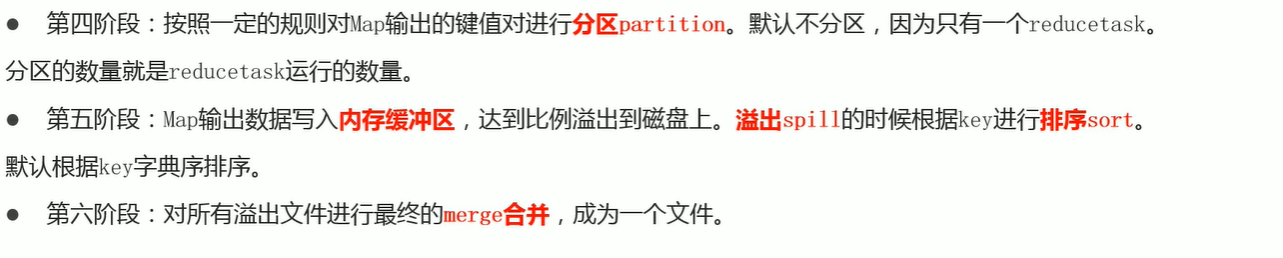 ● 第四阶段：按照一定的规则对Map输出的键值对进行分区partition。默认不分区，因为只有一个reducetask。
分区的数量就是reducetask运行的数量。
● 第五阶段：Map输出数据写入内存缓冲区，达到比例溢出到磁盘上。溢出spill的时候根据key进行排序sort。
默认根据key字典序排序。
● 第六阶段：对所有溢出文件进行最终的merge合并，成为一个文件。